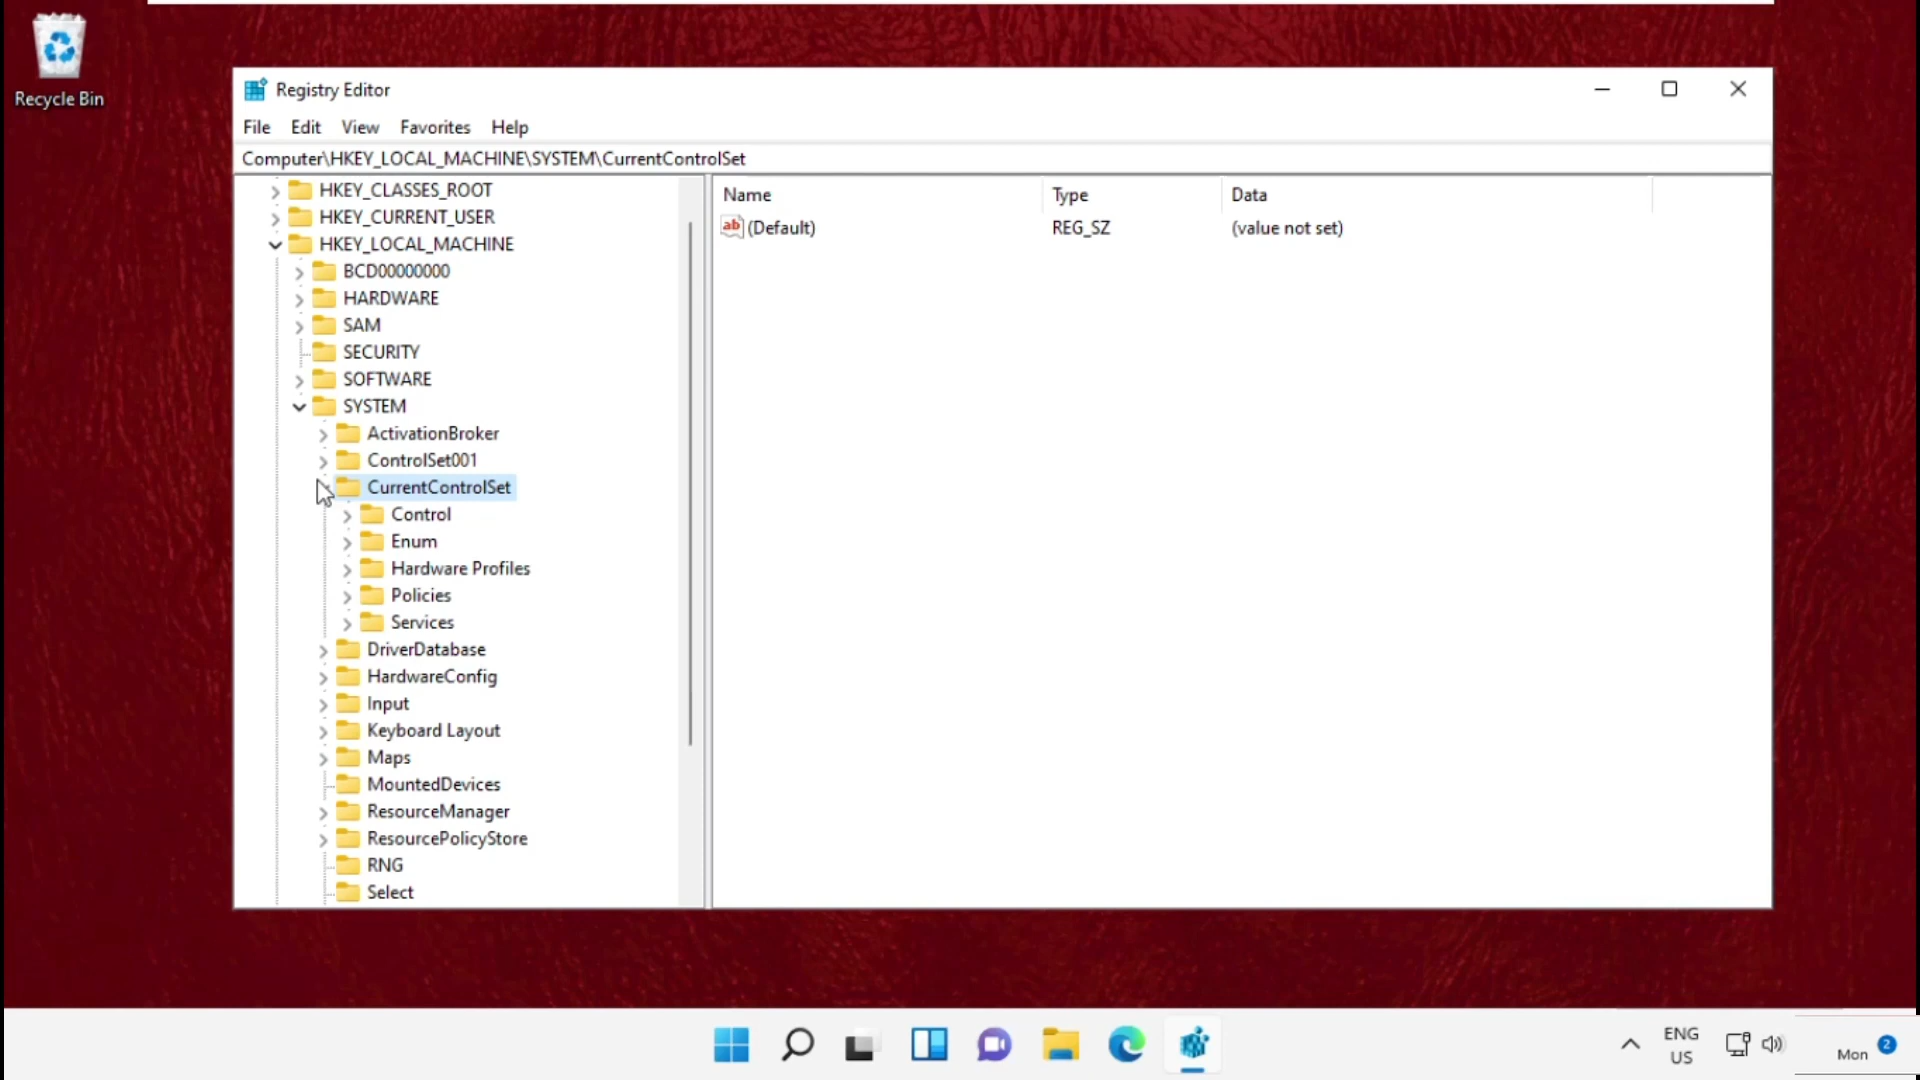 Recycle Bin
Registry Editor
File Edit View Favorites Help
Computer\HKEY_LOCAL_MACHINE\SYSTEM\CurrentControlSet
HKEY_CLASSES_ROOT
HKEY_CURRENT_USER
HKEY_LOCAL_MACHINE
BCD00000000
HARDWARE
SAM
SECURITY
SOFTWARE
SYSTEM
ActivationBroker
ControlSet001
CurrentControlSet
Control
Enum
Hardware Profiles
Policies
Services
DriverDatabase
HardwareConfig
Input
Keyboard Layout
Maps
MountedDevices
ResourceManager
ResourcePolicyStore
RNG
Select
Name Type Data
ab (Default) REG_SZ (value not set)
ENG
US
Mon 2